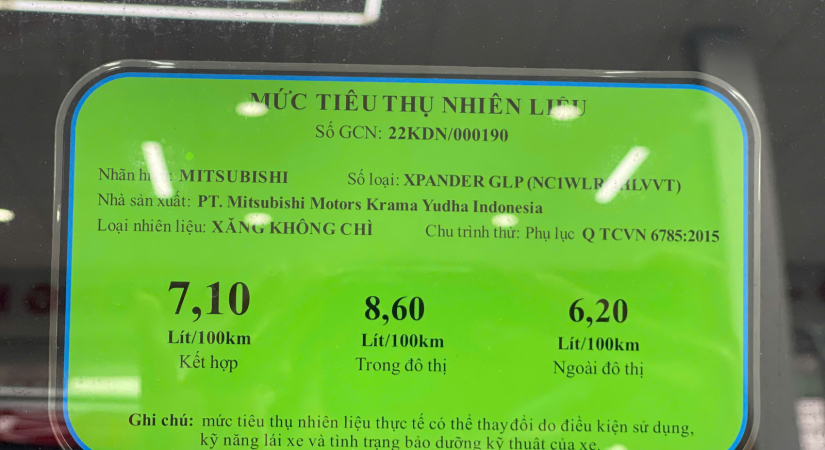 MỨC TIÊU THỤ NHIÊN LIỆU
Số GCN: 22KDN/000190
Nhãn MITSUBISHI Số loại: XPANDER GLP
Nhà sản xuất: PT. Mitsubishi Motors Krama Yudha Indonesia
Loại nhiên liệu: XĂNG KHÔNG CHÌ Chu trình thử: Phụ lục Q TCVN 6785:2015
7,10 8,60 6,20
Lít/100km Lít/100km Lít/100km
Kết hợp Trong đô thị Ngoài đô thị
Ghi chú: mức tiêu thụ nhiên liệu thực tế có thể thay đổi do điều kiện sử dụng,
kỹ năng lái xe và tình trạng bảo dưỡng kỹ thuật của xe.